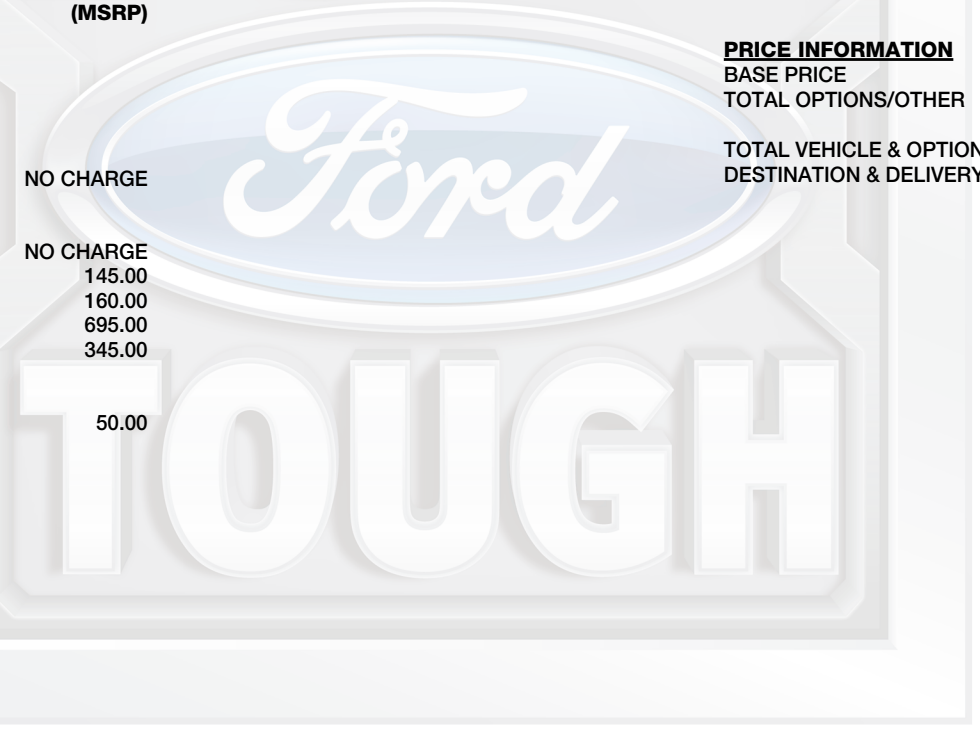 (MSRP)
NO CHARGE
NO CHARGE
145.00
160.00
695.00
345.00
50.00
PRICE INFORMATION
BASE PRICE
TOTAL OPTIONS/OTHER
TOTAL VEHICLE & OPTION
DESTINATION & DELIVERY
Ford
TOUGH